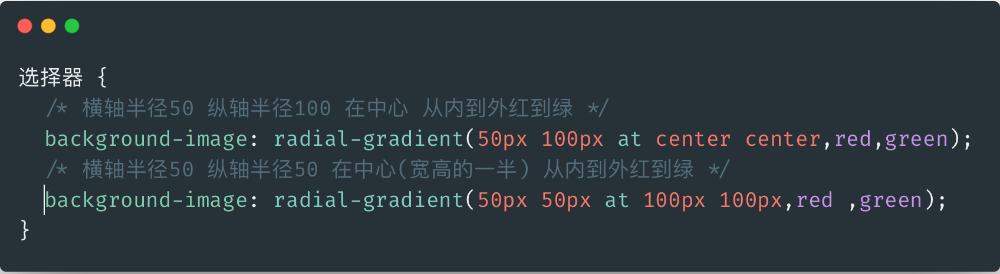 选择器 {
/* 横轴半径50 纵轴半径100 在中心 从内到外红到绿 */
background-image: radial-gradient(50px 100px at center center,red,green);
/* 横轴半径50 纵轴半径50 在中心(宽高的一半) 从内到外红到绿 */
background-image: radial-gradient(50px 50px at 100px 100px,red ,green);
}